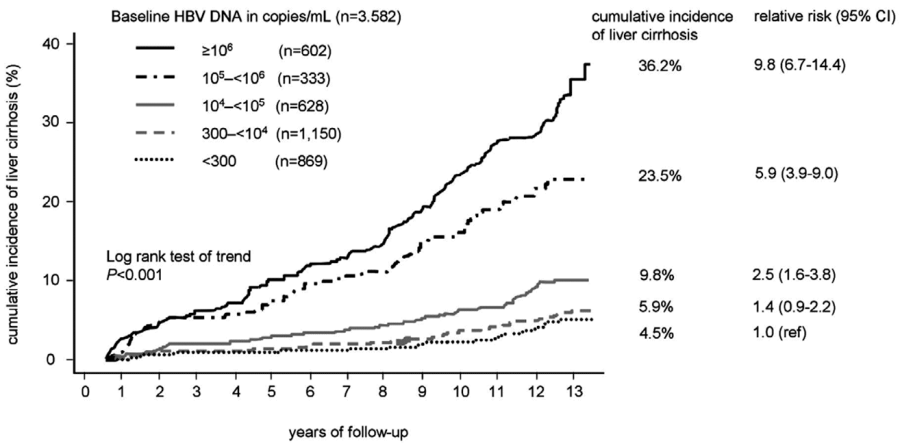 Baseline HBV DNA in copies/mL (n=3.582)
cumulative incidence
of liver cirrhosis
relative risk (95% CI)
≥10⁶ (n=602)
10⁵–<10⁶ (n=333)
10⁴–<10⁵ (n=628)
300–<10⁴ (n=1,150)
<300 (n=869)
36.2% 9.8 (6.7-14.4)
23.5% 5.9 (3.9-9.0)
9.8% 2.5 (1.6-3.8)
5.9% 1.4 (0.9-2.2)
4.5% 1.0 (ref)
Log rank test of trend
P<0.001
cumulative incidence of liver cirrhosis (%)
40
30
20
10
0
0 1 2 3 4 5 6 7 8 9 10 11 12 13
years of follow-up